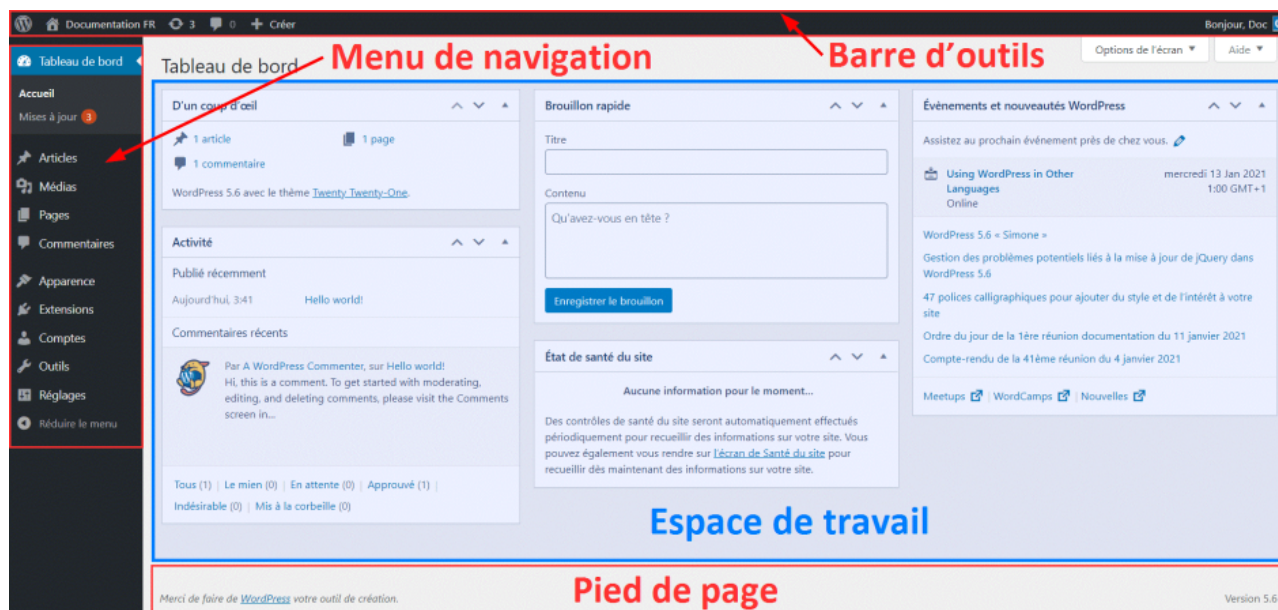 Documentation FR 3 0 + Créer Bonjour, Doc
Options de l'écran ▼ Aide ▼
Menu de navigation
Barre d'outils
Tableau de bord
Accueil
Mises à jour 3
Articles
Médias
Pages
Commentaires
Apparence
Extensions
Comptes
Outils
Réglages
Réduire le menu
Tableau de bord
D'un coup d'œil
1 article 1 page
1 commentaire
WordPress 5.6 avec le thème Twenty Twenty-One.
Activité
Publié récemment
Aujourd'hui, 3:41 Hello world!
Commentaires récents
Par A WordPress Commenter, sur Hello world!
Hi, this is a comment. To get started with moderating,
editing, and deleting comments, please visit the Comments
screen in...
Tous (1) | Le mien (0) | En attente (0) | Approuvé (1) |
Indésirable (0) | Mis à la corbeille (0)
Brouillon rapide
Titre
Contenu
Qu'avez-vous en tête ?
Enregistrer le brouillon
État de santé du site
Aucune information pour le moment...
Des contrôles de santé du site seront automatiquement effectués
périodiquement pour recueillir des informations sur votre site. Vous
pouvez également vous rendre sur l'écran de Santé du site pour
recueillir dès maintenant des informations sur votre site.
Évènements et nouveautés WordPress
Assistez au prochain évènement près de chez vous.
Using WordPress in Other mercredi 13 Jan 2021
Languages 1:00 GMT+1
Online
WordPress 5.6 « Simone »
Gestion des problèmes potentiels liés à la mise à jour de jQuery dans
WordPress 5.6
47 polices calligraphiques pour ajouter du style et de l'intérêt à votre
site
Ordre du jour de la 1ère réunion documentation du 11 janvier 2021
Compte-rendu de la 41ème réunion du 4 janvier 2021
Meetups | WordCamps | Nouvelles
Espace de travail
Pied de page
Merci de faire de WordPress votre outil de création. Version 5.6